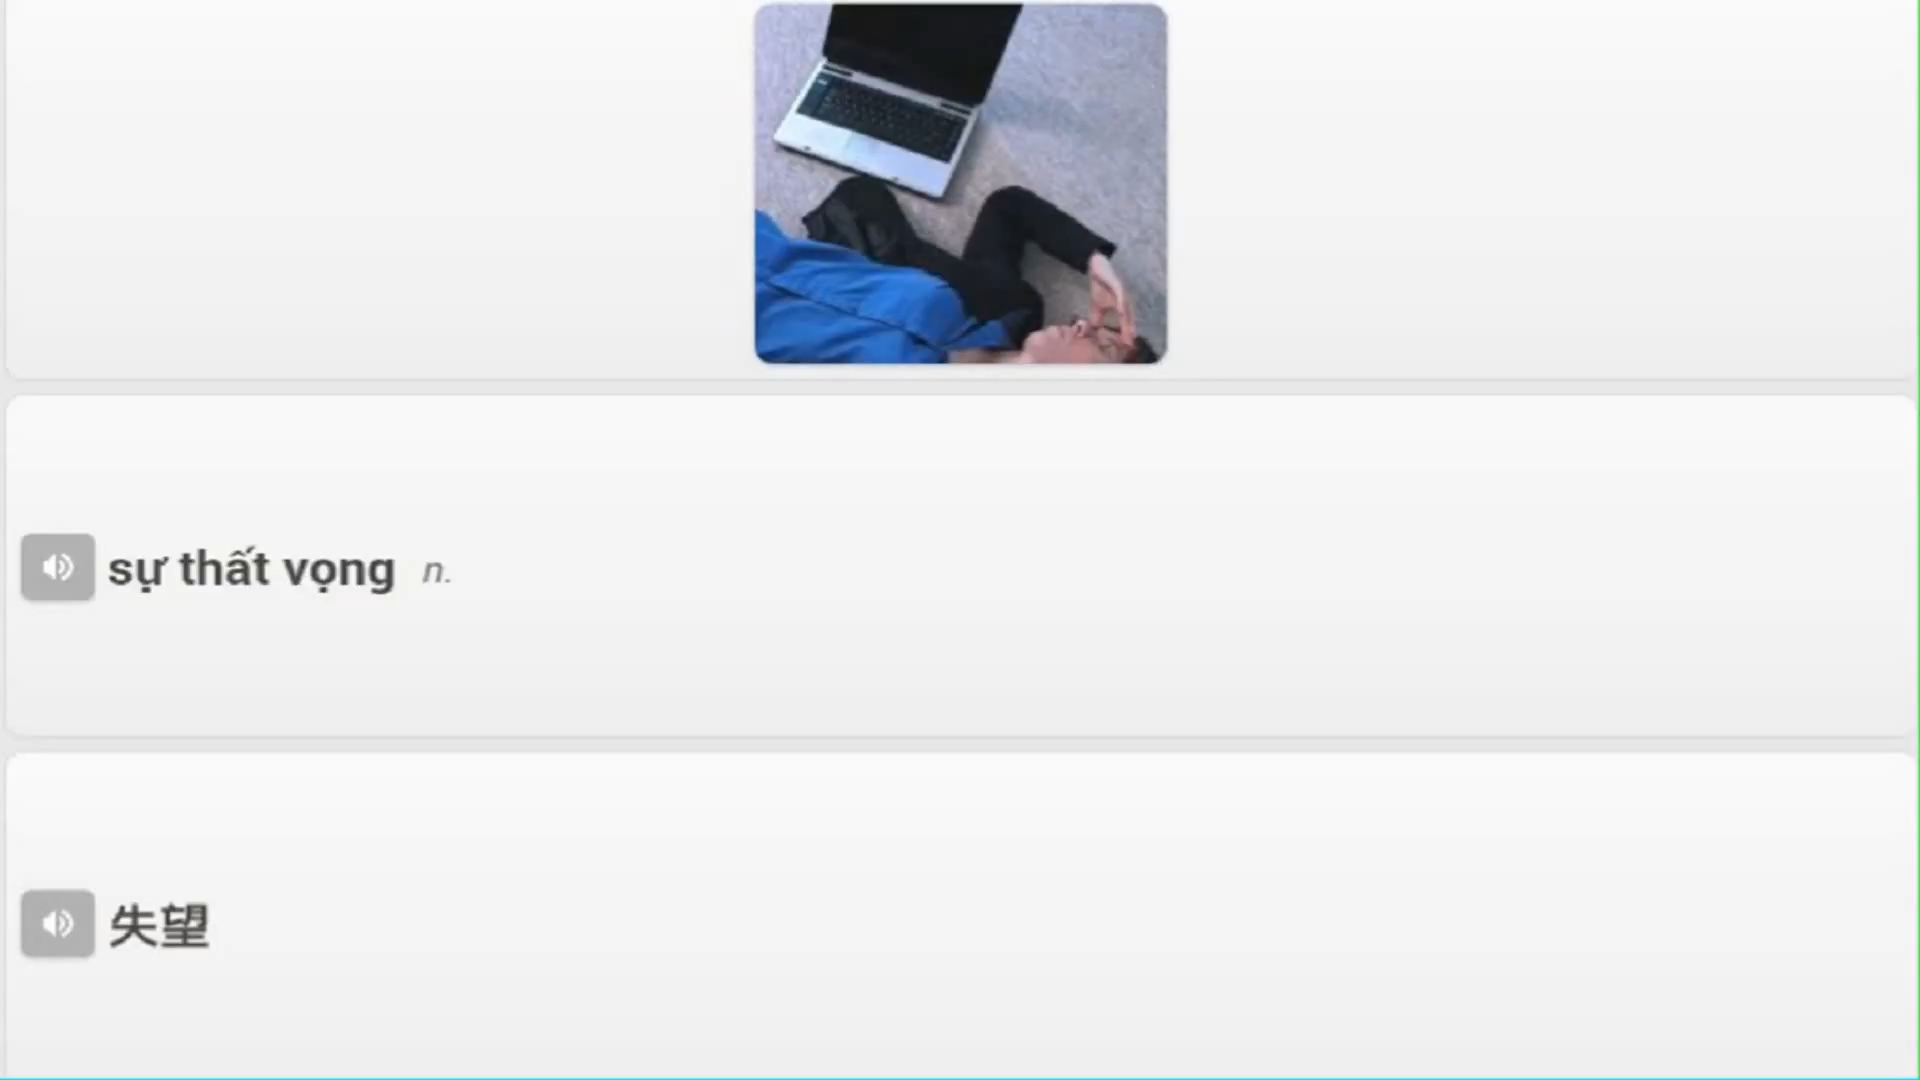 sự thất vọng n.
失望